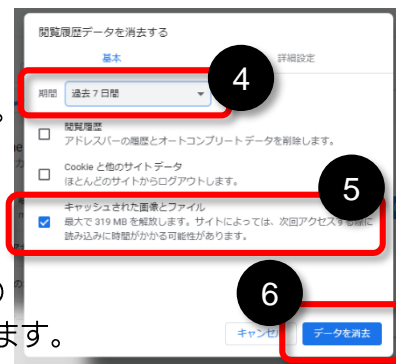 閲覧履歴データを消去する
基本
詳細設定
4
期間
過去 7 日間
閲覧履歴
アドレスバーの履歴とオートコンプリート データを削除します。
Cookie と他のサイトデータ
ほとんどのサイトからログアウトします。
5
キャッシュされた画像とファイル
最大で 319 MB を解放します。サイトによっては、次回アクセスする際に
読み込みに時間がかかる可能性があります。
6
キャンセル
データを消去
ます。